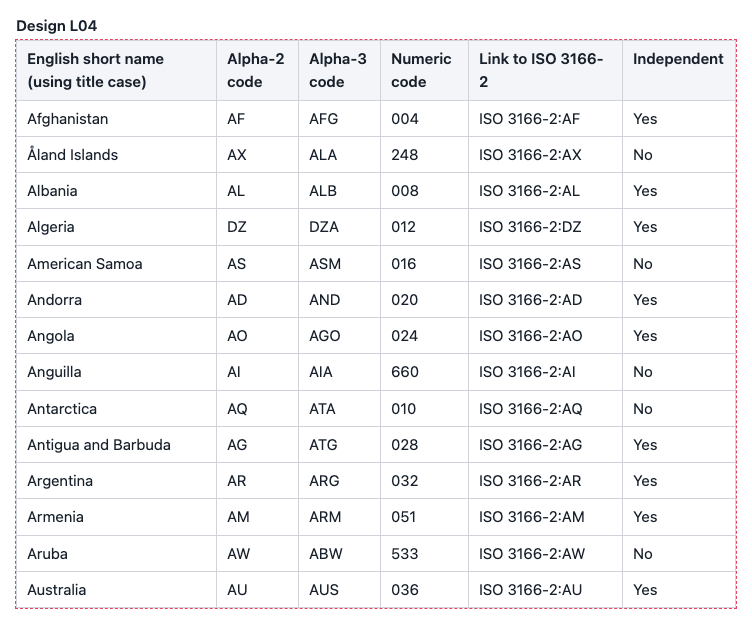 Design L04
English short name (using title case) Alpha-2 code Alpha-3 code Numeric code Link to ISO 3166-2 Independent
Afghanistan AF AFG 004 ISO 3166-2:AF Yes
Åland Islands AX ALA 248 ISO 3166-2:AX No
Albania AL ALB 008 ISO 3166-2:AL Yes
Algeria DZ DZA 012 ISO 3166-2:DZ Yes
American Samoa AS ASM 016 ISO 3166-2:AS No
Andorra AD AND 020 ISO 3166-2:AD Yes
Angola AO AGO 024 ISO 3166-2:AO Yes
Anguilla AI AIA 660 ISO 3166-2:AI No
Antarctica AQ ATA 010 ISO 3166-2:AQ No
Antigua and Barbuda AG ATG 028 ISO 3166-2:AG Yes
Argentina AR ARG 032 ISO 3166-2:AR Yes
Armenia AM ARM 051 ISO 3166-2:AM Yes
Aruba AW ABW 533 ISO 3166-2:AW No
Australia AU AUS 036 ISO 3166-2:AU Yes